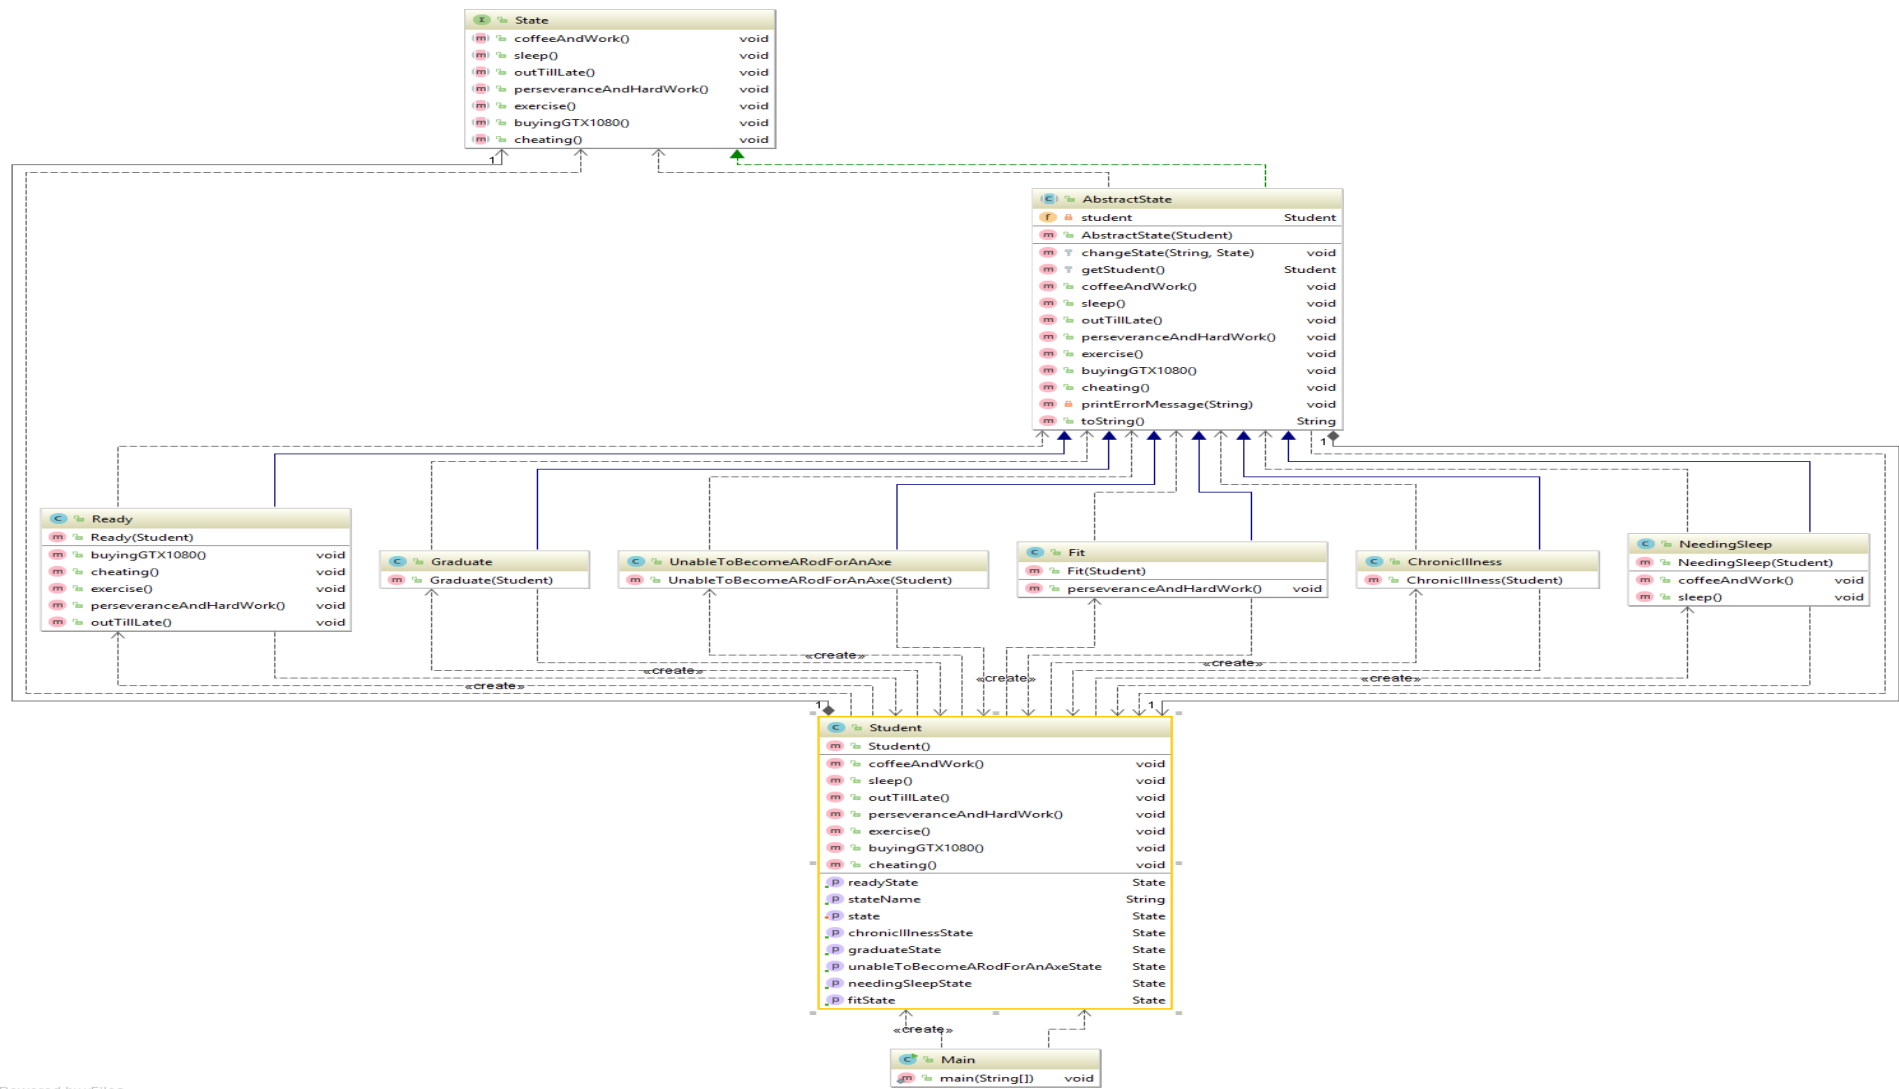 State
coffeeAndWork() void
sleep() void
outTillLate() void
perseveranceAndHardWork() void
exercise() void
buyingGTX1080() void
cheating() void
1
AbstractState
student Student
AbstractState(Student)
changeState(String, State) void
getStudent() Student
coffeeAndWork() void
sleep() void
outTillLate() void
perseveranceAndHardWork() void
exercise() void
buyingGTX1080() void
cheating() void
printErrorMessage(String) void
toString() String
1
Ready
Ready(Student)
buyingGTX1080() void
cheating() void
exercise() void
perseveranceAndHardWork() void
outTillLate() void
Graduate
Graduate(Student)
UnableToBecomeARodForAnAxe
UnableToBecomeARodForAnAxe(Student)
Fit
Fit(Student)
perseveranceAndHardWork() void
ChronicIllness
ChronicIllness(Student)
NeedingSleep
NeedingSleep(Student)
coffeeAndWork() void
sleep() void
«create»
«create»
«create»
«create»
«create»
«create»
1
1
Student
Student()
coffeeAndWork() void
sleep() void
outTillLate() void
perseveranceAndHardWork() void
exercise() void
buyingGTX1080() void
cheating() void
readyState State
stateName String
state State
chronicIllnessState State
graduateState State
unableToBecomeARodForAnAxeState State
needingSleepState State
fitState State
«create»
Main
main(String[]) void